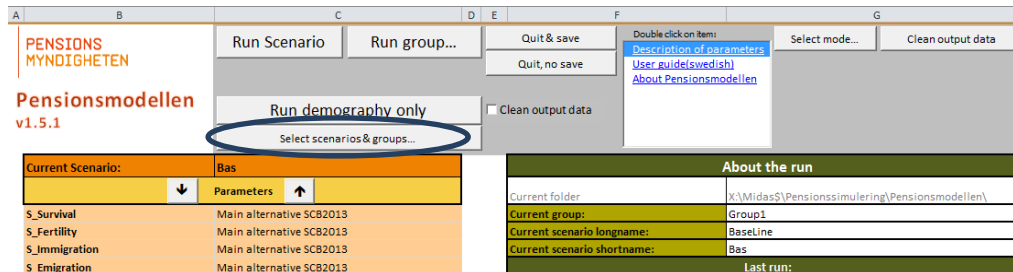 A B C D E F G
PENSIONS
MYNDIGHETEN
Pensionsmodellen
v1.5.1
Run Scenario
Run group...
Run demography only
Select scenarios & groups...
Quit & save
Quit, no save
Clean output data
Double click on item:
Description of parameters
User guide(swedish)
About Pensionsmodellen
Select mode...
Clean output data
Current Scenario: Bas
Parameters
S_Survival Main alternative SCB2013
S_Fertility Main alternative SCB2013
S_Immigration Main alternative SCB2013
S_Emigration Main alternative SCB2013
About the run
Current folder X:\Midas$\Pensionssimulering\Pensionsmodellen\
Current group: Group1
Current scenario longname: BaseLine
Current scenario shortname: Bas
Last run: